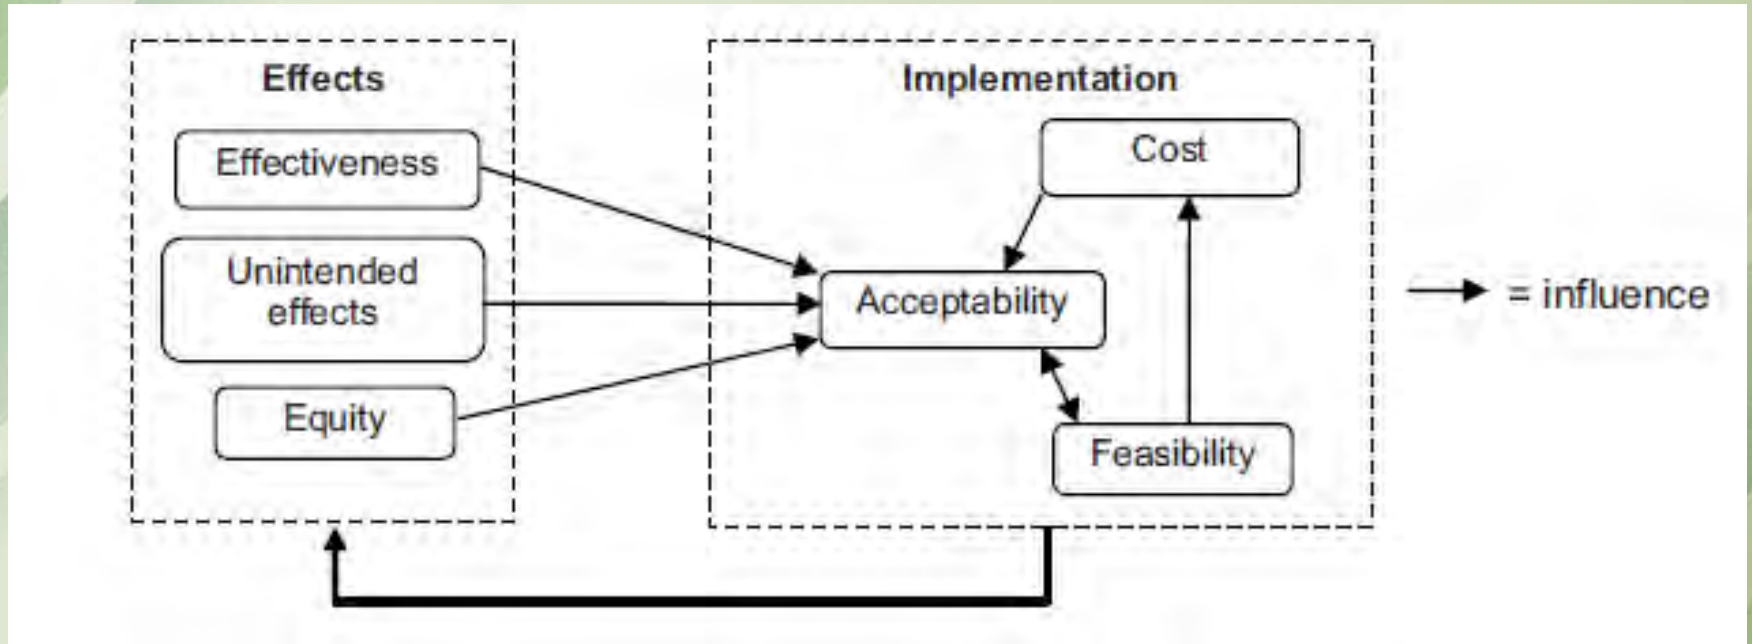 Effects
Effectiveness
Unintended
effects
Equity
Implementation
Cost
Acceptability
Feasibility
= influence